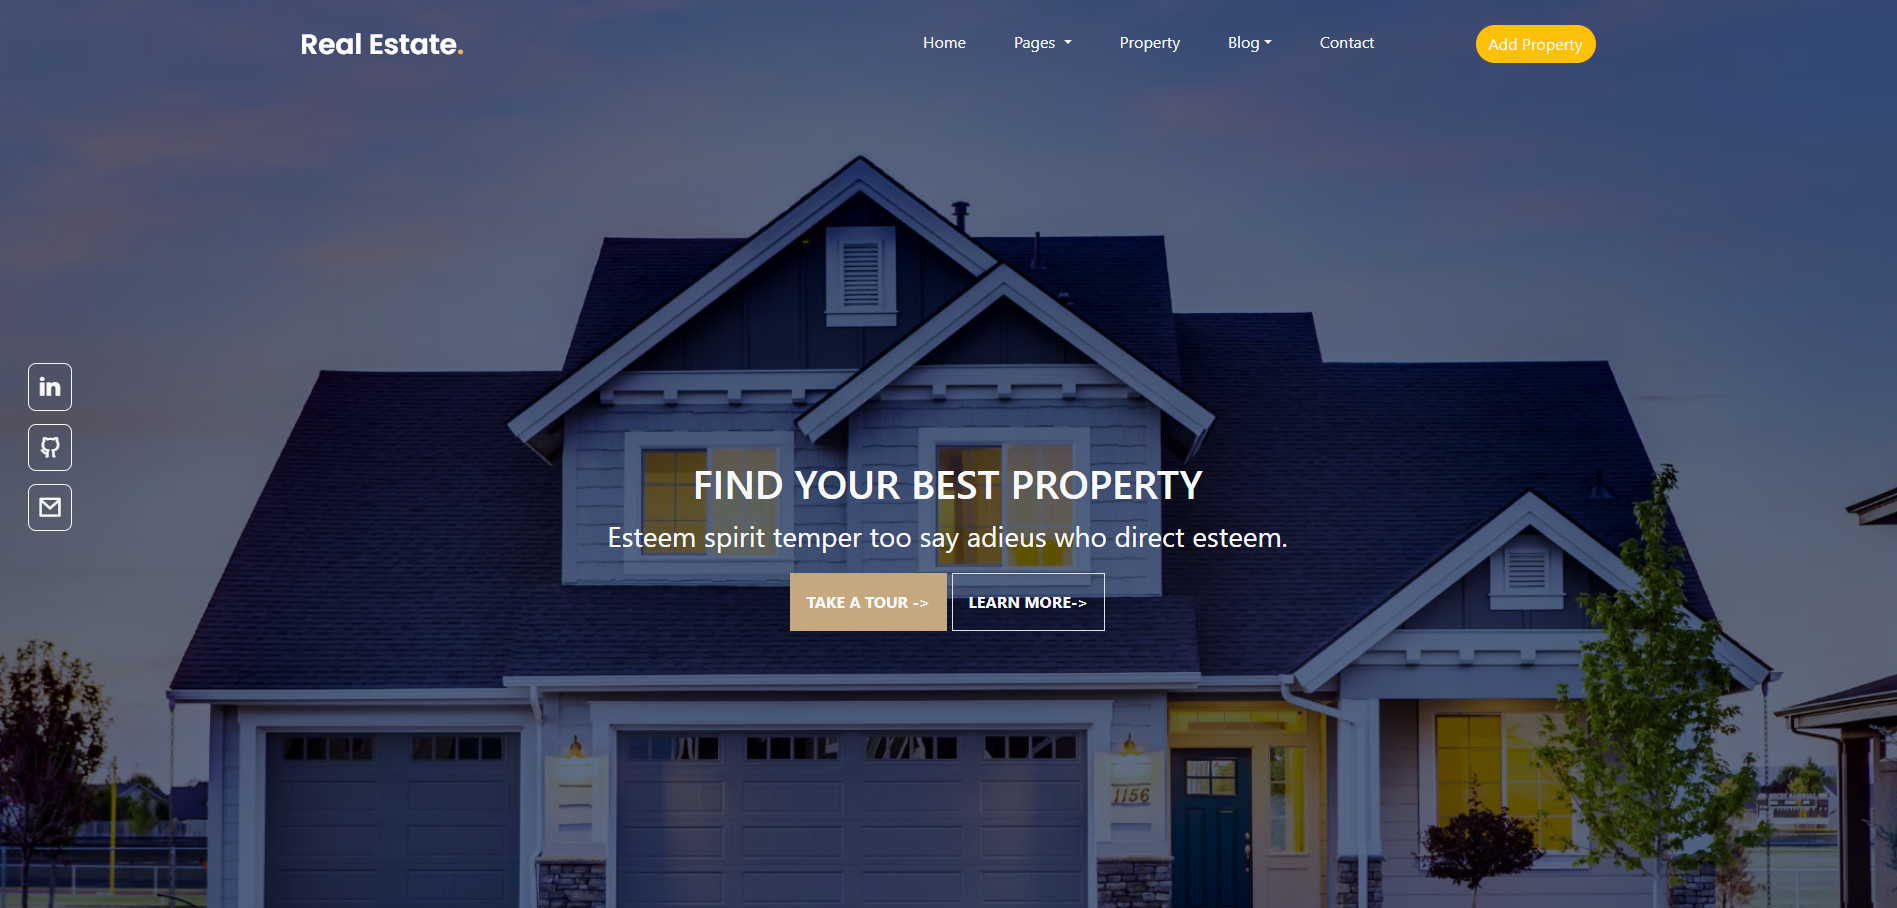 Real Estate.
Home Pages Property Blog Contact Add Property
in
FIND YOUR BEST PROPERTY
Esteem spirit temper too say adieus who direct esteem.
TAKE A TOUR -> LEARN MORE->
1156